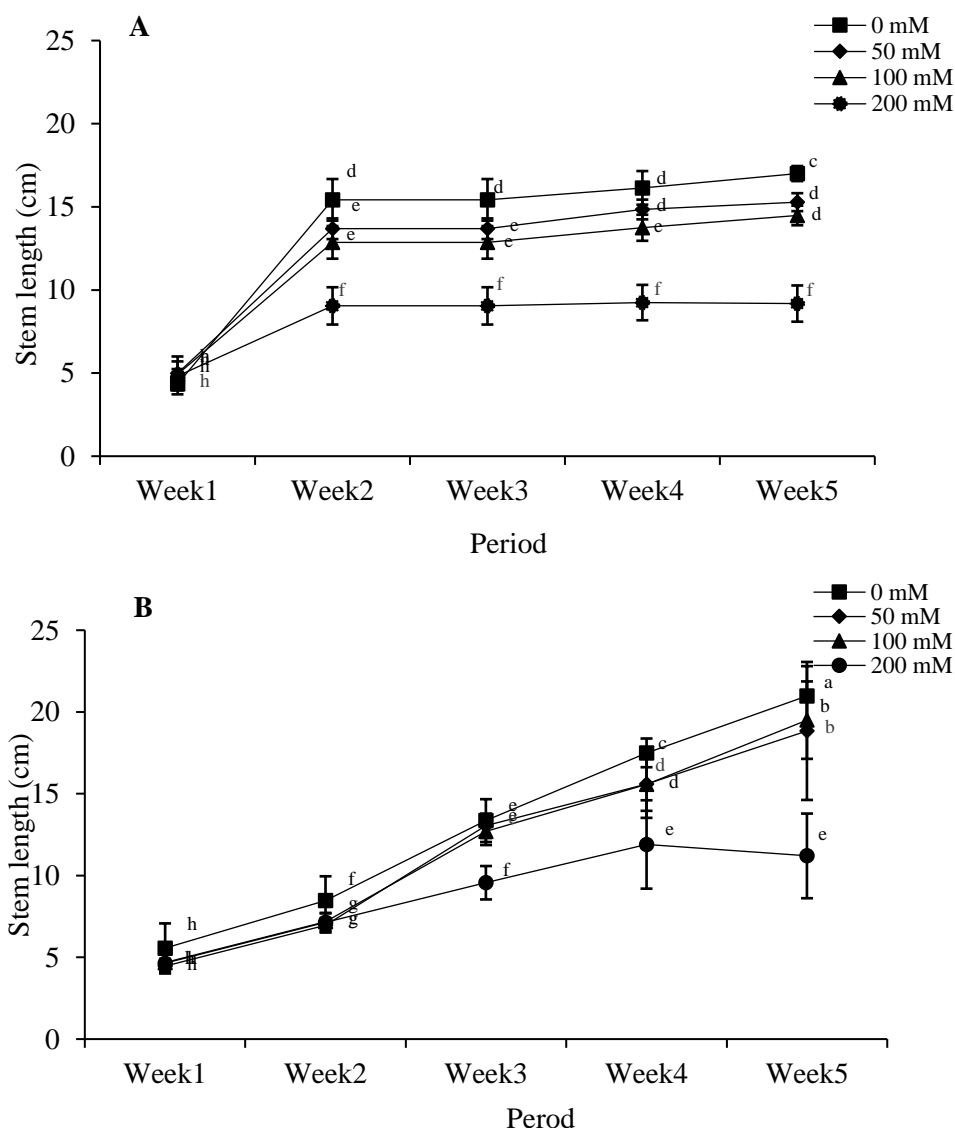 A
0 mM
50 mM
100 mM
200 mM
25
20
15
10
5
0
Stem length (cm)
d
d
d
c
e
e
d
d
e
e
e
d
f
f
f
f
h
h
h
h
Week1 Week2 Week3 Week4 Week5
Period
B
0 mM
50 mM
100 mM
200 mM
25
20
15
10
5
0
Stem length (cm)
a
b
b
c
d
d
e
e
e
e
f
f
g
g
h
h
h
h
Week1 Week2 Week3 Week4 Week5
Perod